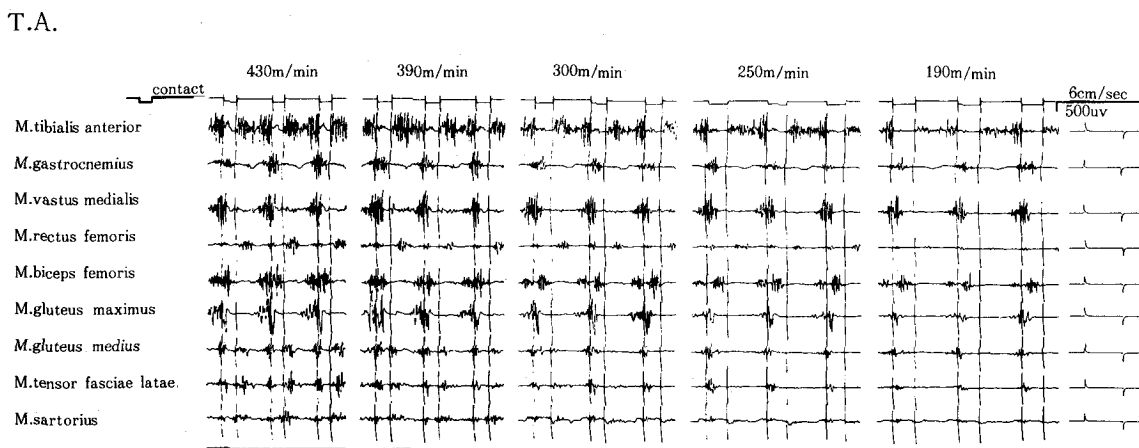 T.A.
430m/min 390m/min 300m/min 250m/min 190m/min
contact 6cm/sec
500uv
M.tibialis anterior
M.gastrocnemius
M.vastus medialis
M.rectus femoris
M.biceps femoris
M.gluteus maximus
M.gluteus medius
M.tensor fasciae latae.
M.sartorius